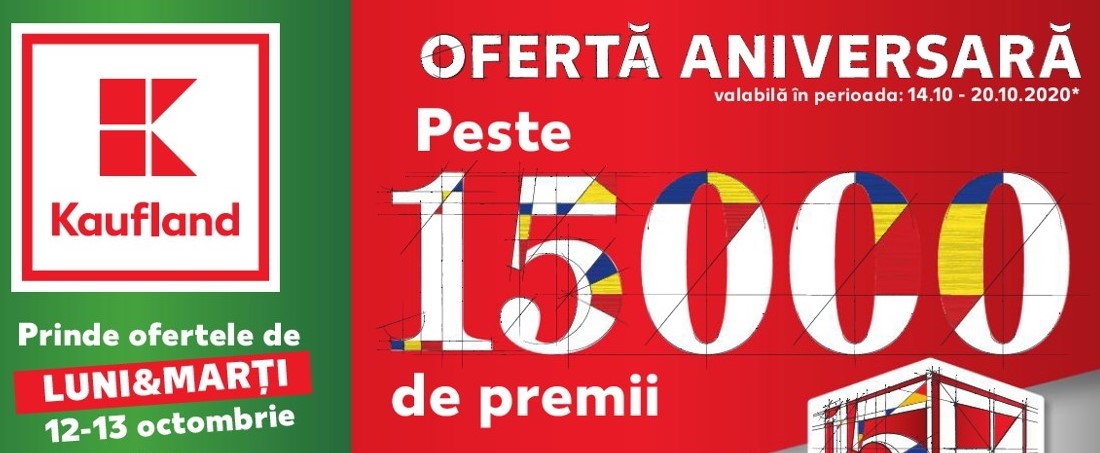 Kaufland
Prinde ofertele de
LUNI&MARȚI
12-13 octombrie
OFERTĂ ANIVERSARĂ
valabilă în perioada: 14.10 - 20.10.2020*
Peste
15000
de premii
15